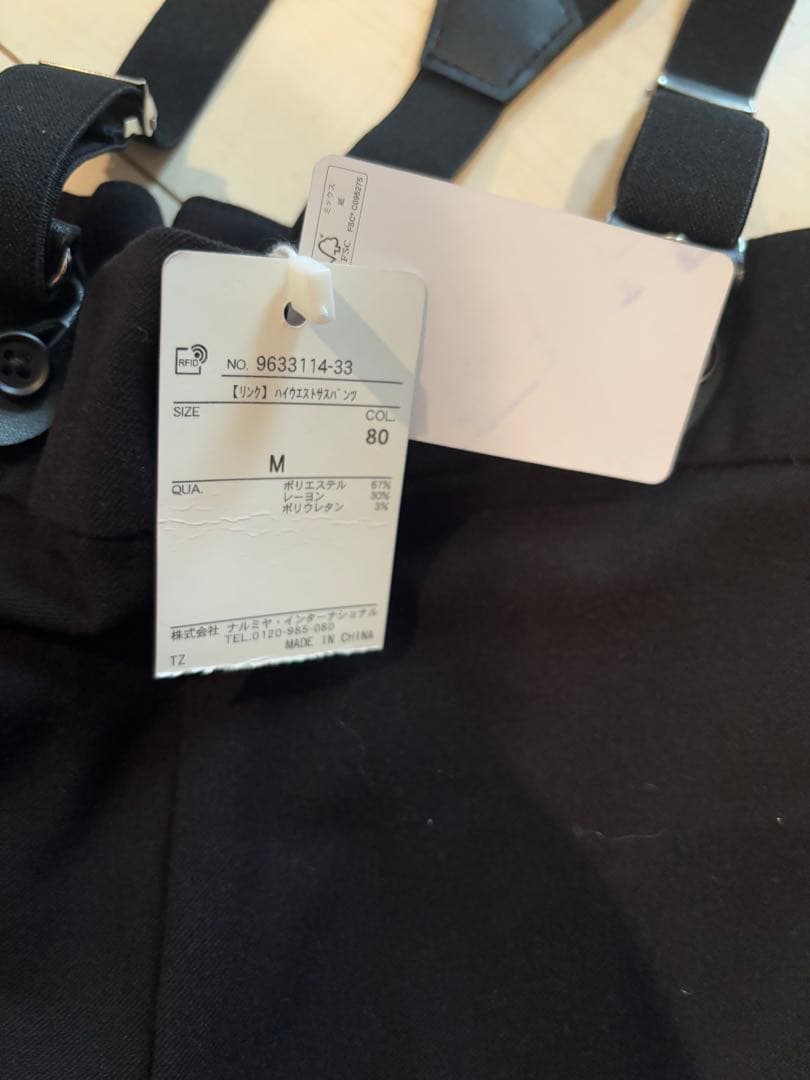 ミックス
紙
FSC® C095275
FSC
RFID
NO. 9633114-33
【リンク】ハイウエストサスパンツ
SIZE
COL.
80
M
QUA.
ポリエステル 67%
レーヨン 30%
ポリウレタン 3%
株式会社 ナルミヤ・インターナショナル
TEL.0120-985-080
MADE IN CHINA
TZ